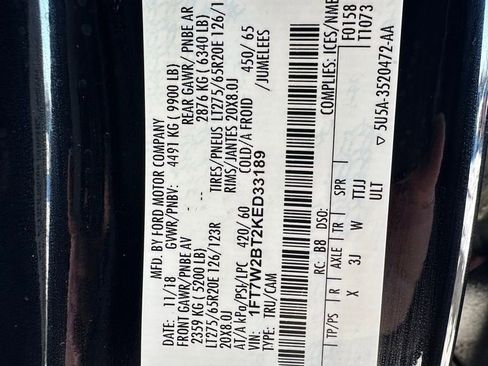 MFD. BY FORD MOTOR COMPANY
DATE: 11/18 GVWR/PNBV: 4491 KG ( 9900 LB)
FRONT GAWR/PNBE AV REAR GAWR/ PNBE AR
2359 KG ( 5200 LB) 2876 KG ( 6340 LB)
LT275/65R20E 126/123R TIRES/PNEUS LT275/65R20E 126/1
20X8.0J RIMS/JANTES 20X8.0J
AT/A kPa/PSI/LPC 420/ 60 COLD/A FROID 450/ 65
VIN: 1FT7W2BT2KED33189 /JUMELEES
TYPE: TRU/CAM
COMPLIES: ICES/NME
F0158
T1073
RC: B8 DSO:
TP/PS R AXLE TR SPR
X 3J W TTJJ ULT
▽ 5U5A-3520472-AA